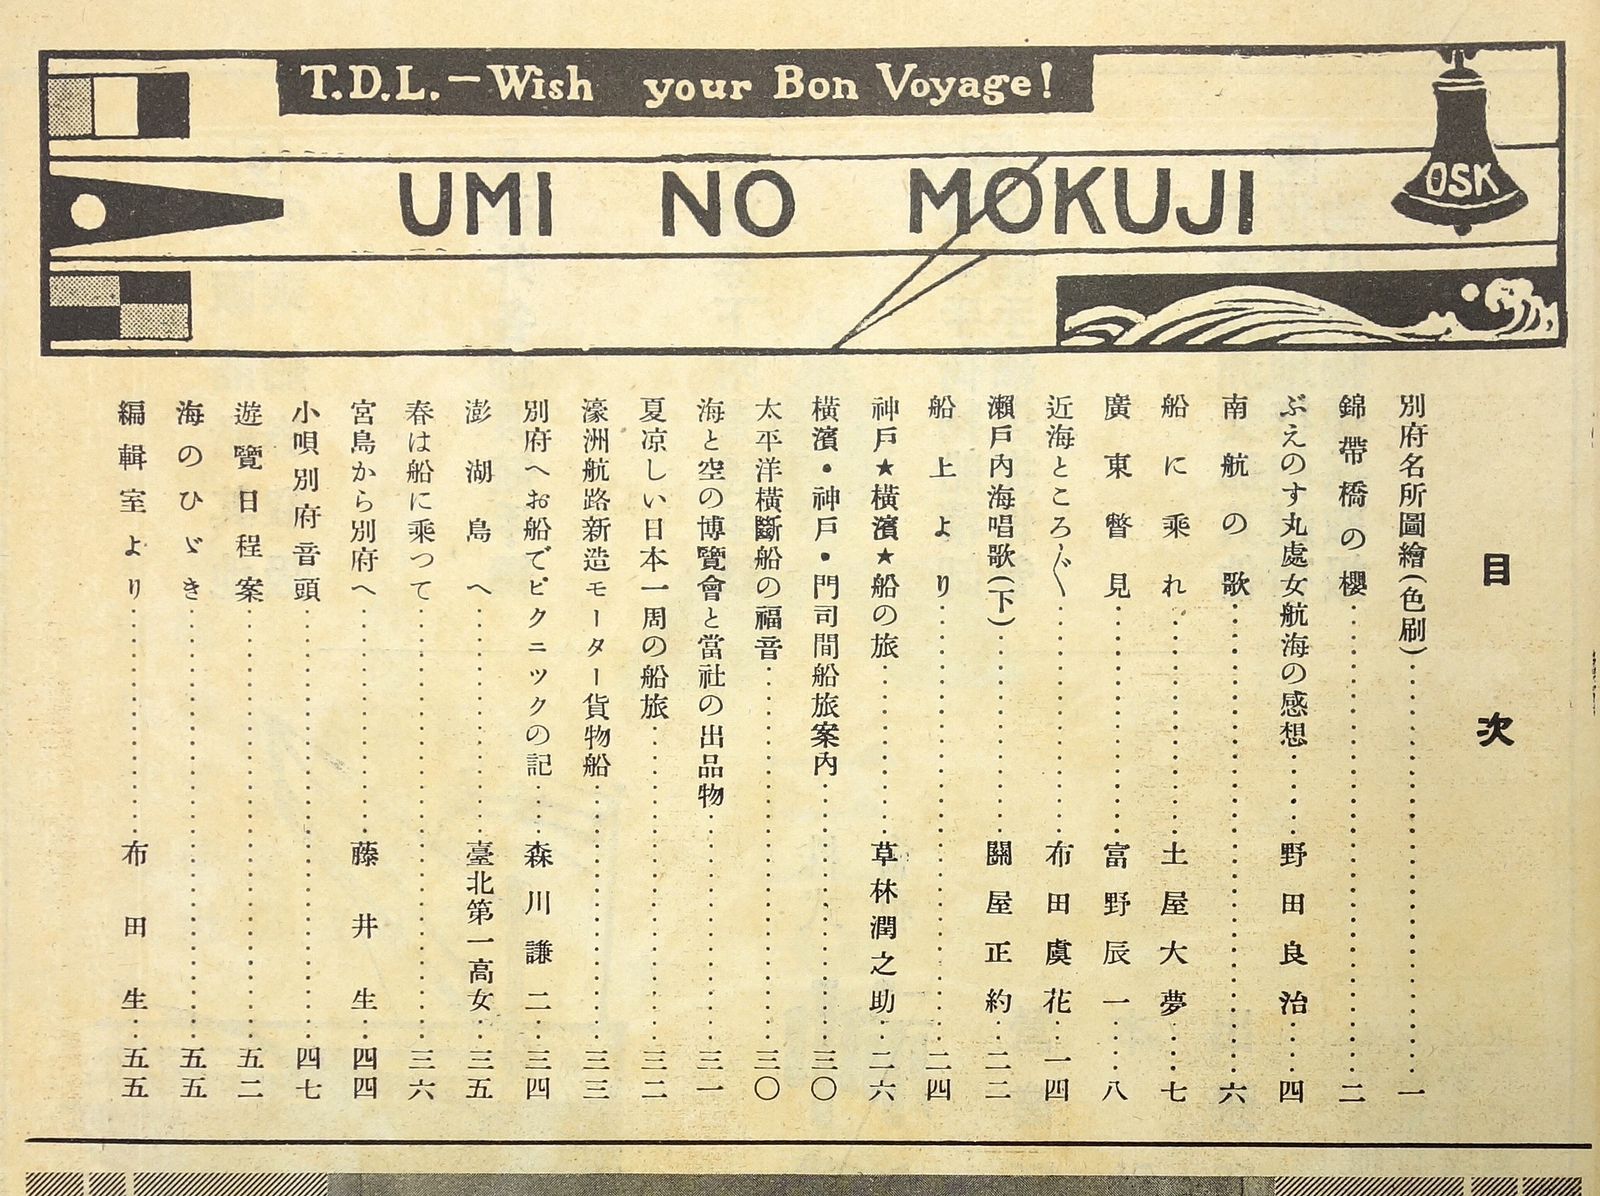 T.D.L.－Wish your Bon Voyage!
UMI NO MOKUJI
OSK
目次
別府名所圖繪(色刷)……一
錦帶橋の櫻……二
ぶえのす丸處女航海の感想……野田良治……四
南航の歌……六
船に乘れ……土屋大夢……七
廣東瞥見……富野辰一……八
近海ところ〴〵……布田虞花……一四
瀨戸內海唱歌(下)……關屋正約……二二
船上より……二四
神戸★橫濱★船の旅……草林潤之助……二六
橫濱・神戸・門司間船旅案內……三〇
太平洋橫斷船の福音……三〇
海と空の博覽會と當社の出品物……三一
夏凉しい日本一周の船旅……三二
濠洲航路新造モーター貨物船……三三
別府へお船でピクニックの記……森川謙二……三四
澎湖島へ……臺北第一高女……三五
春は船に乘つて……三六
宮島から別府へ……藤井生……四四
小唄別府音頭……四七
遊覽日程案……五二
海のひゞき……五五
編輯室より……布田生……五五